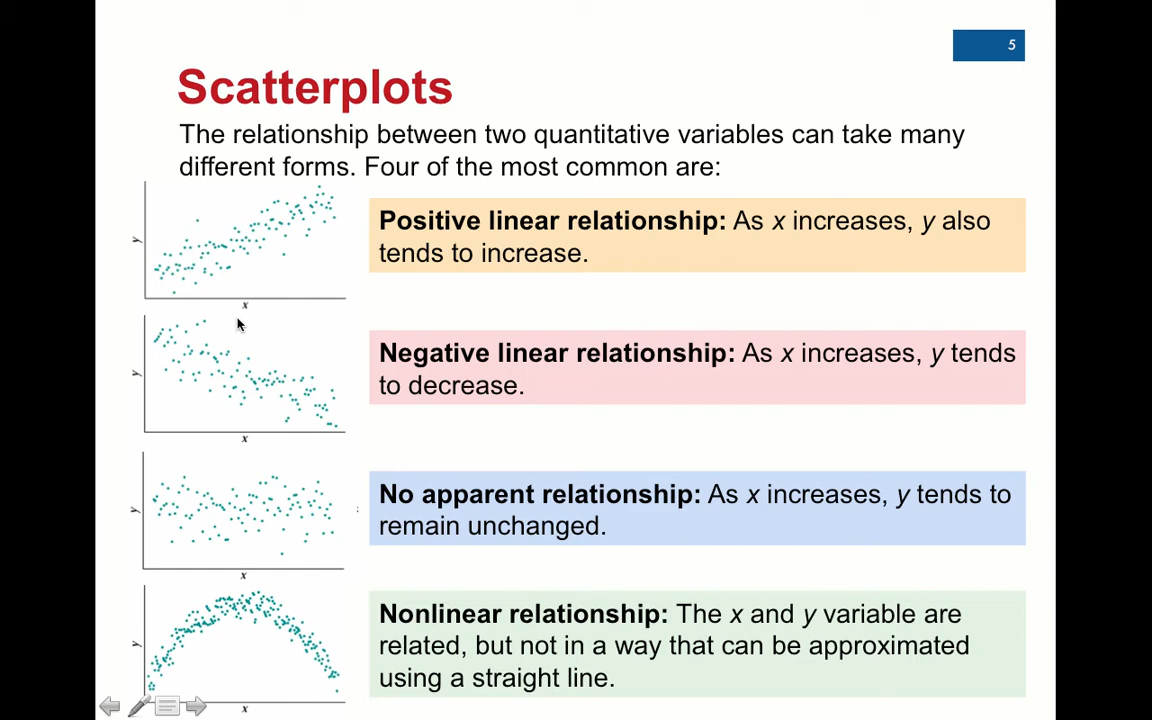 5
Scatterplots
The relationship between two quantitative variables can take many
different forms. Four of the most common are:
y
x
Positive linear relationship: As x increases, y also
tends to increase.
y
x
Negative linear relationship: As x increases, y tends
to decrease.
y
x
No apparent relationship: As x increases, y tends to
remain unchanged.
y
x
Nonlinear relationship: The x and y variable are
related, but not in a way that can be approximated
using a straight line.